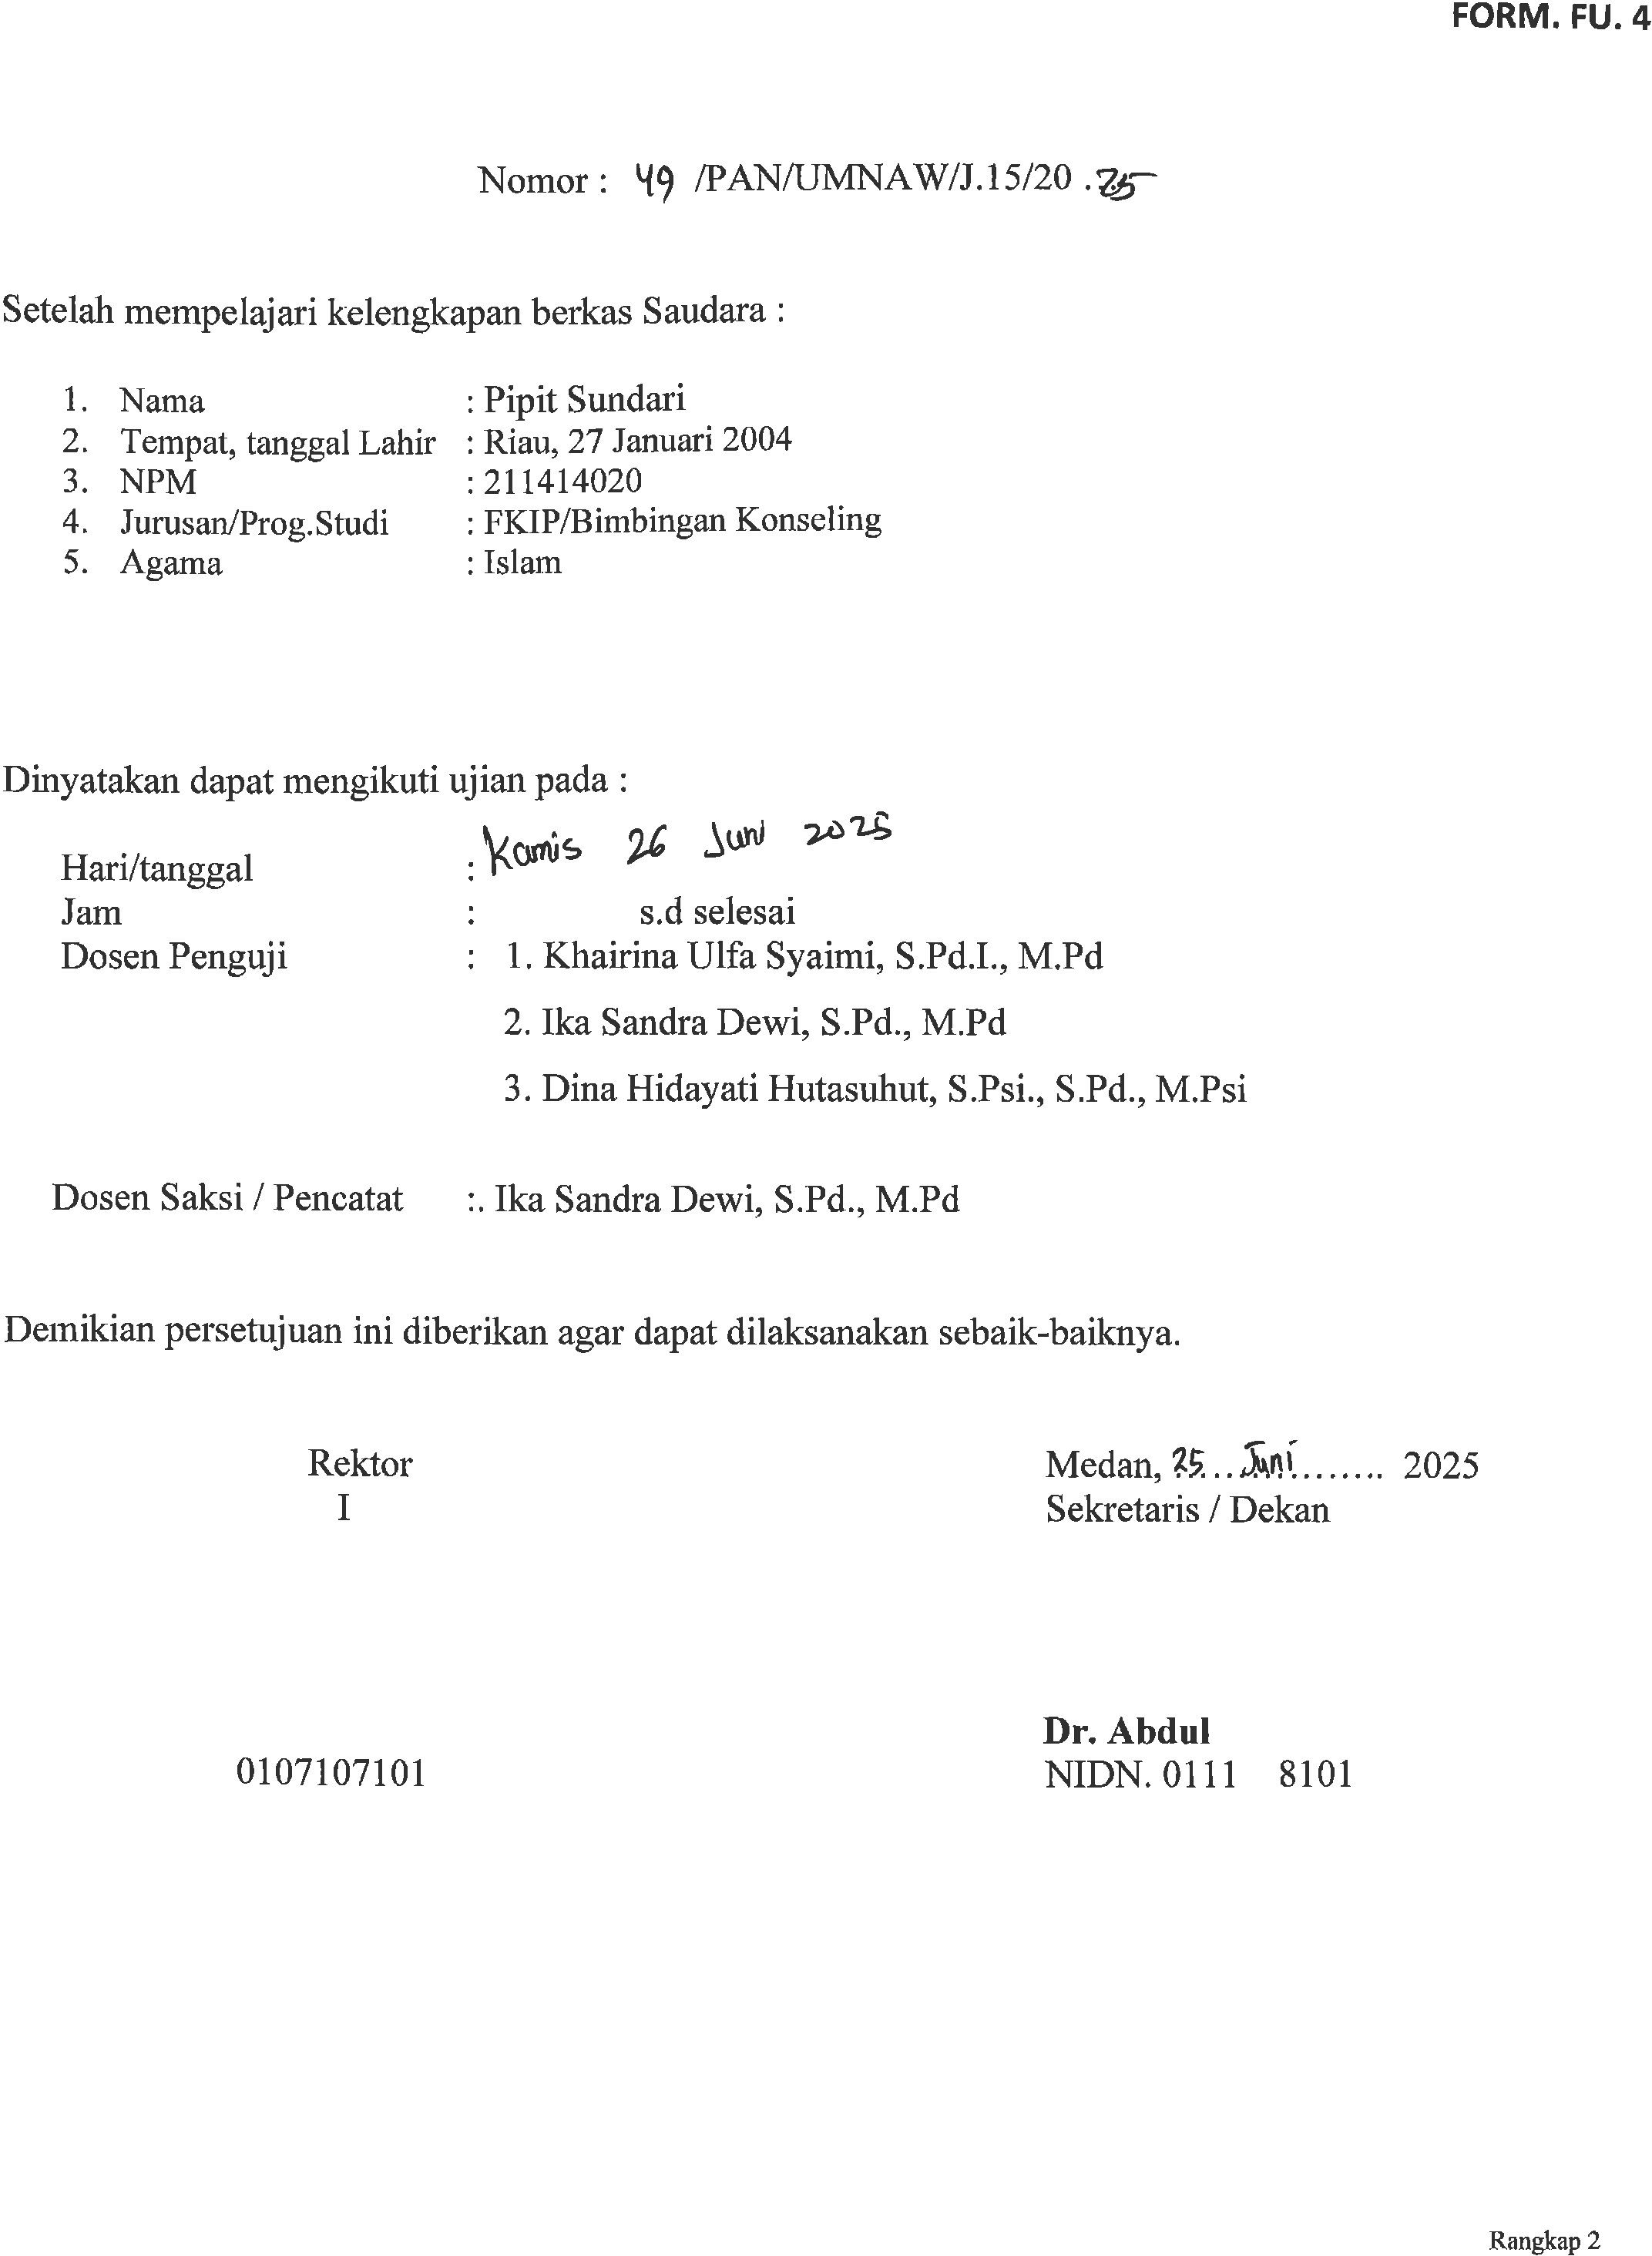 FORM. FU. 4
Nomor : 49 /PAN/UMNAW/J.15/20 .25
Setelah mempelajari kelengkapan berkas Saudara :
1. Nama : Pipit Sundari
2. Tempat, tanggal Lahir : Riau, 27 Januari 2004
3. NPM : 211414020
4. Jurusan/Prog.Studi : FKIP/Bimbingan Konseling
5. Agama : Islam
Dinyatakan dapat mengikuti ujian pada :
Hari/tanggal : Kamis 26 Juni 2025
Jam : s.d selesai
Dosen Penguji : 1. Khairina Ulfa Syaimi, S.Pd.I., M.Pd
2. Ika Sandra Dewi, S.Pd., M.Pd
3. Dina Hidayati Hutasuhut, S.Psi., S.Pd., M.Psi
Dosen Saksi / Pencatat :. Ika Sandra Dewi, S.Pd., M.Pd
Demikian persetujuan ini diberikan agar dapat dilaksanakan sebaik-baiknya.
Rektor Medan, 25...Juni......... 2025
I Sekretaris / Dekan
Dr. Abdul
0107107101 NIDN. 0111 8101
Rangkap 2